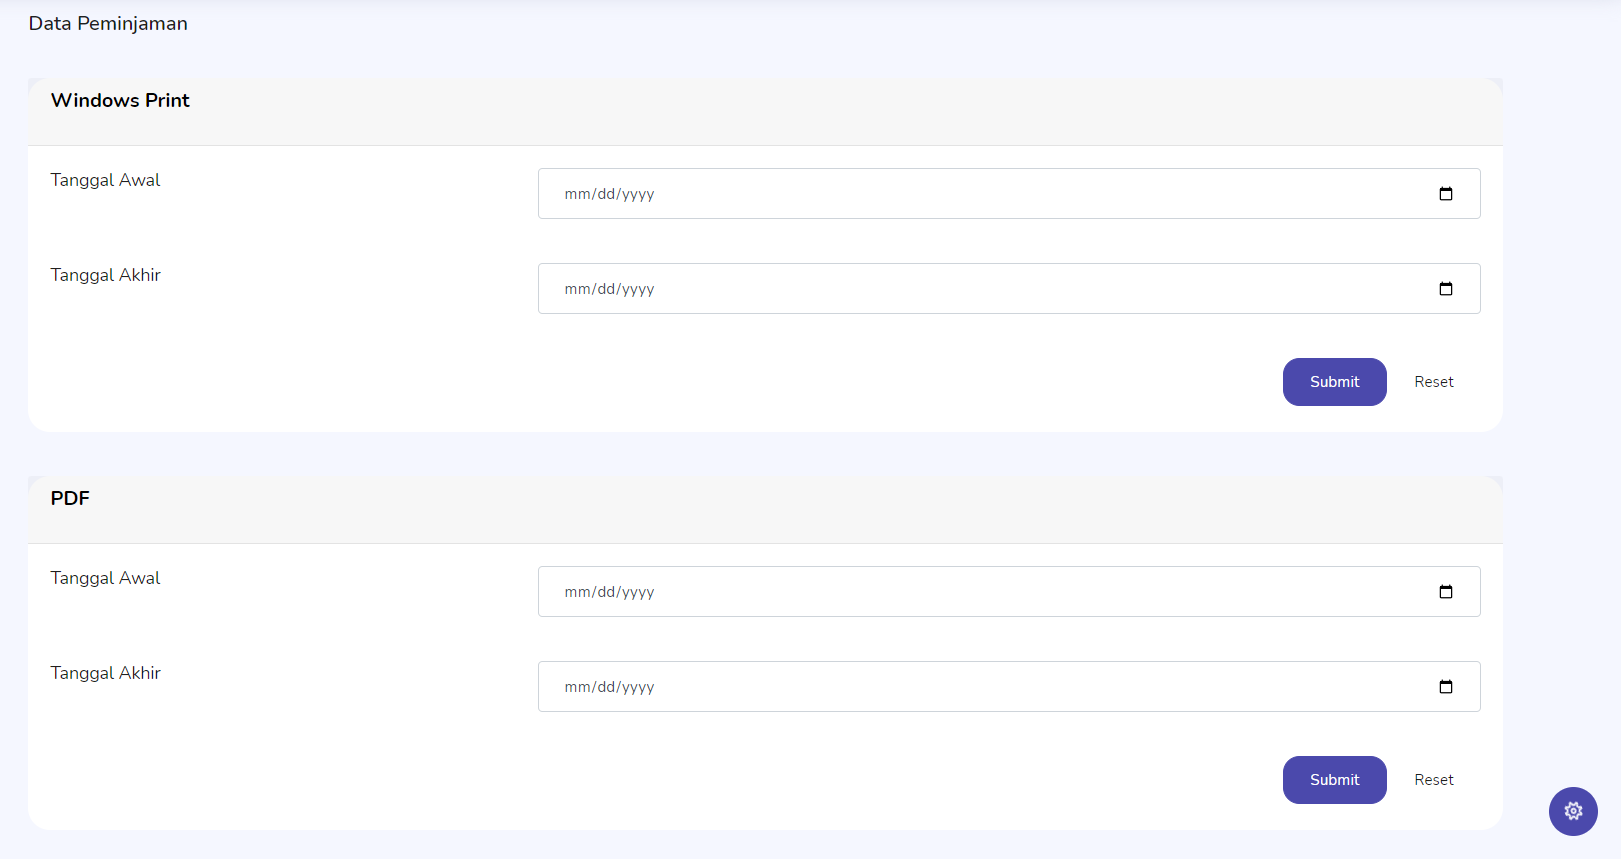 Data Peminjaman
Windows Print
Tanggal Awal
mm/dd/yyyy
Tanggal Akhir
mm/dd/yyyy
Submit Reset
PDF
Tanggal Awal
mm/dd/yyyy
Tanggal Akhir
mm/dd/yyyy
Submit Reset